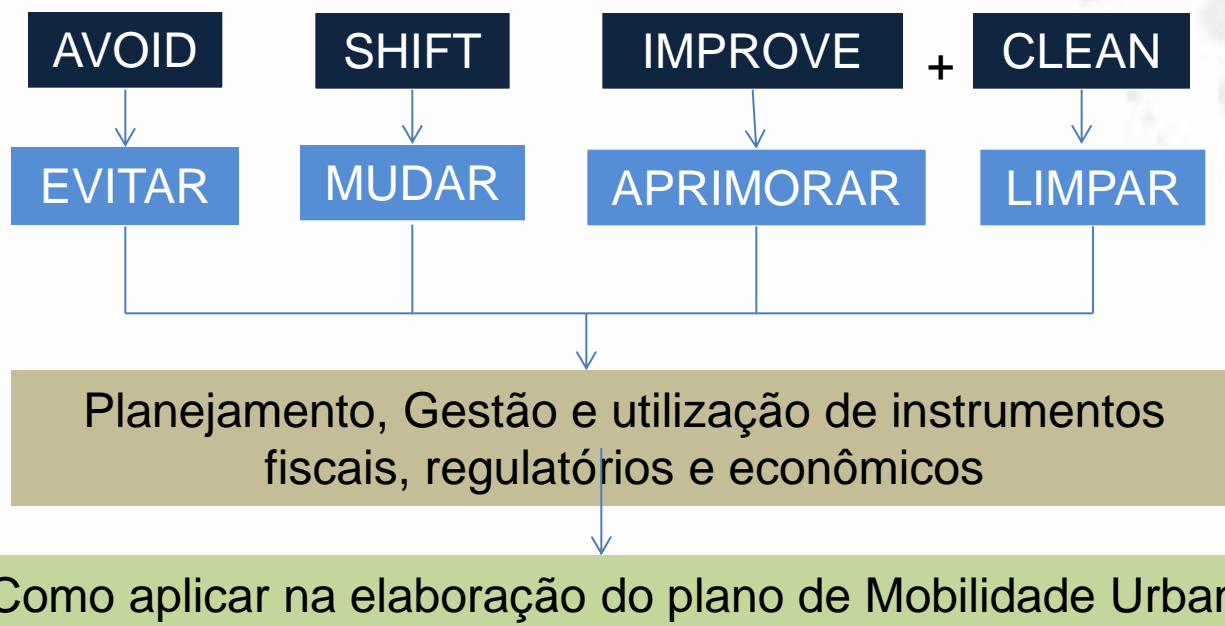 AVOID SHIFT IMPROVE + CLEAN
EVITAR MUDAR APRIMORAR LIMPAR
Planejamento, Gestão e utilização de instrumentos
fiscais, regulatórios e econômicos
Como aplicar na elaboração do plano de Mobilidade Urban